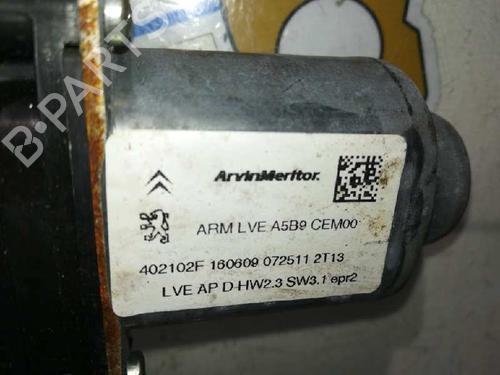 ArvinMeritor.
ARM LVE A5B9 CEM00
402102F 160609 072511 2T13
LVE AP D-HW2.3 SW3.1 epr2
B-PARTS